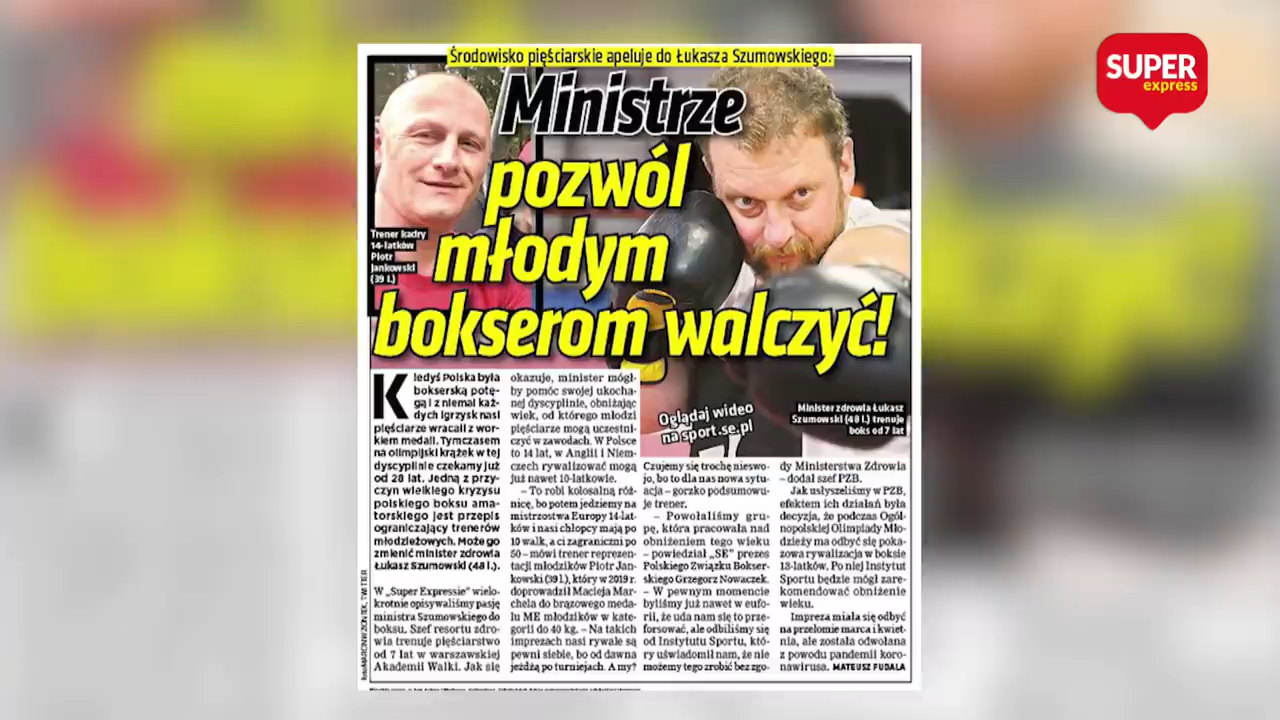 SUPER
express
Środowisko pięściarskie apeluje do Łukasza Szumowskiego:
Ministrze
pozwól
młodym
bokserom walczyć!
Trener kadry
14-latków
Piotr
Jankowski
(39 l.)
Oglądaj wideo
na sport.se.pl
Minister zdrowia Łukasz
Szumowski (48 l.) trenuje
boks od 7 lat
Kiedyś Polska była
bokserską potę-
gą i z niemal każ-
dych igrzysk nasi
pięściarze wracali z wor-
kiem medali. Tymczasem
na olimpijski krążek w tej
dyscyplinie czekamy już
od 28 lat. Jedną z przy-
czyn wielkiego kryzysu
polskiego boksu ama-
torskiego jest przepis
ograniczający trenerów
młodzieżowych. Może go
zmienić minister zdrowia
Łukasz Szumowski (48 l.).
W „Super Expressie” wielo-
krotnie opisywaliśmy pasję
ministra Szumowskiego do
boksu. Szef resortu zdro-
wia trenuje pięściarstwo
od 7 lat w warszawskiej
Akademii Walki. Jak się
okazuje, minister mógł-
by pomóc swojej ukocha-
nej dyscyplinie, obniżając
wiek, od którego młodzi
pięściarze mogą uczestni-
czyć w zawodach. W Polsce
to 14 lat, w Anglii i Niem-
czech rywalizować mogą
już nawet 10-latkowie.
– To robi kolosalną róż-
nicę, bo potem jedziemy na
mistrzostwa Europy 14-lat-
ków i nasi chłopcy mają po
10 walk, a ci zagraniczni po
50 – mówi trener reprezen-
tacji młodzików Piotr Jan-
kowski (39 l.), który w 2019 r.
doprowadził Macieja Mar-
chela do brązowego meda-
lu ME młodzików w kate-
gorii do 40 kg. – Na takich
imprezach nasi rywale są
pewni siebie, bo od dawna
jeżdżą po turniejach. A my?
Czujemy się trochę nieswo-
jo, bo to dla nas nowa sytu-
acja – gorzko podsumowu-
je trener.
– Powołaliśmy gru-
pę, która pracowała nad
obniżeniem tego wieku
– powiedział „SE” prezes
Polskiego Związku Bokser-
skiego Grzegorz Nowaczek.
– W pewnym momencie
byliśmy już nawet w eufo-
rii, że uda nam się to prze-
forsować, ale odbiliśmy się
od Instytutu Sportu, któ-
ry uświadomił nam, że nie
możemy tego zrobić bez zgo-
dy Ministerstwa Zdrowia
– dodał szef PZB.
Jak usłyszeliśmy w PZB,
efektem ich działań była
decyzja, że podczas Ogól-
nopolskiej Olimpiady Mło-
dzieży ma odbyć się poka-
zowa rywalizacja w boksie
13-latków. Po niej Instytut
Sportu będzie mógł zare-
komendować obniżenie
wieku.
Impreza miała się odbyć
na przełomie marca i kwiet-
nia, ale została odwołana
z powodu pandemii koro-
nawirusa. MATEUSZ FUDALA